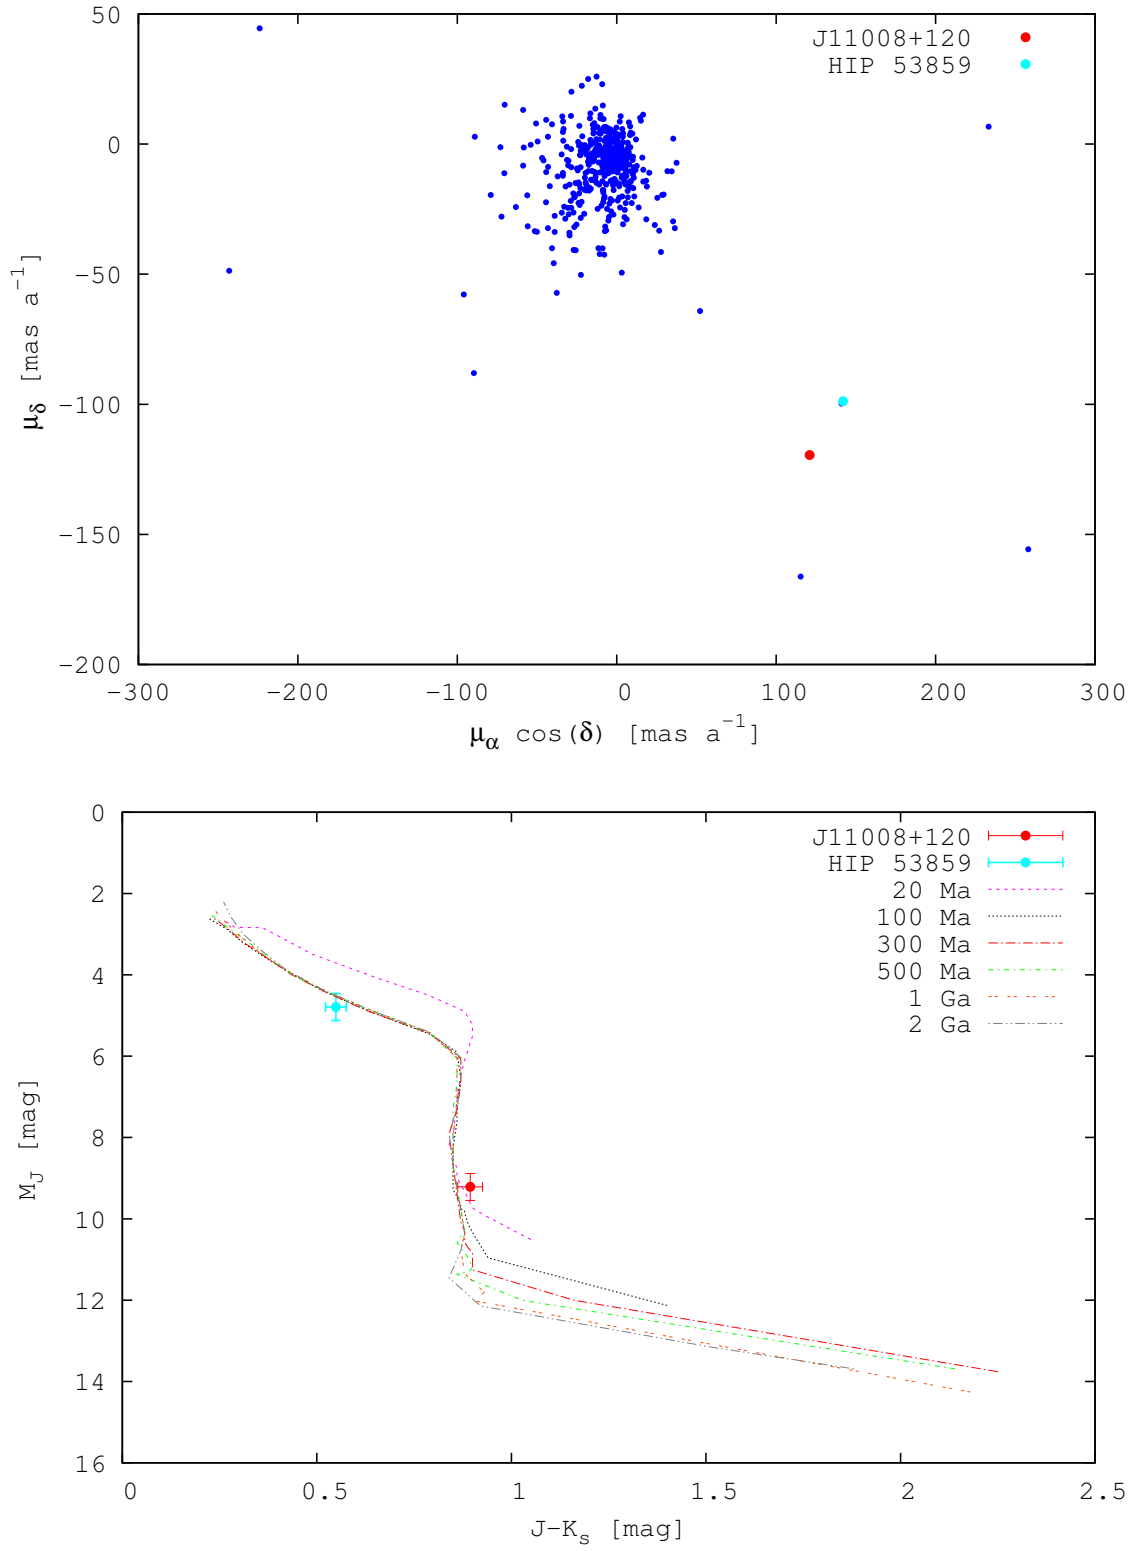 50
0
−50
−100
−150
−200
−300
−200
−100
0
100
200
300
μδ [mas a−1]
μα cos(δ) [mas a−1]
J11008+120
HIP 53859
0
2
4
6
8
10
12
14
16
0
0.5
1
1.5
2
2.5
MJ [mag]
J−Ks [mag]
J11008+120
HIP 53859
20 Ma
100 Ma
300 Ma
500 Ma
1 Ga
2 Ga